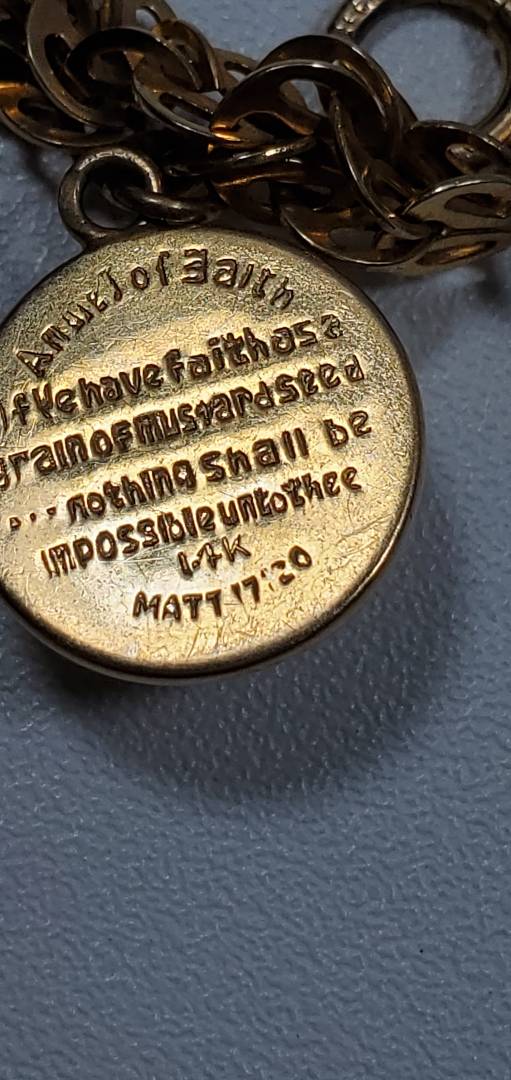 Amulet of Faith
If Ye have Faith as a
grain of mustard seed
... nothing shall be
impossible unto thee
14K
MATT 17:20